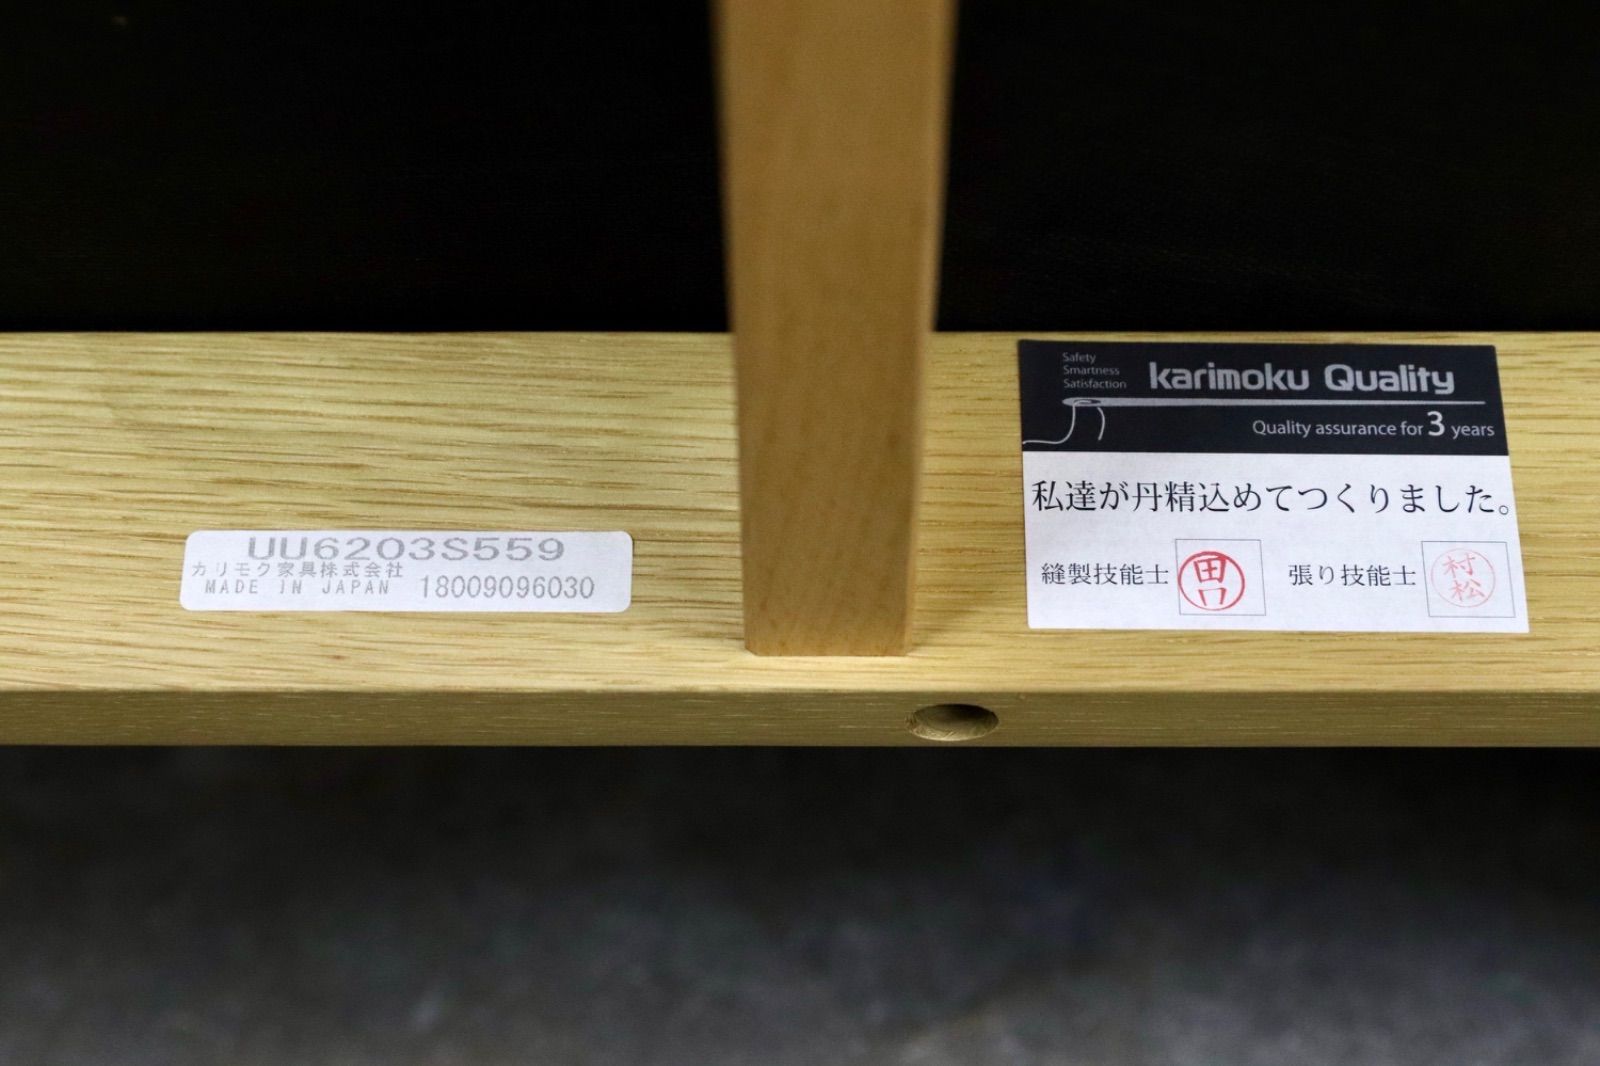 UU6203S559
カリモク家具株式会社
MADE IN JAPAN 18009096030
Safety
Smartness
Satisfaction
karimoku Quality
Quality assurance for 3 years
私達が丹精込めてつくりました。
縫製技能士 田口 張り技能士 村松